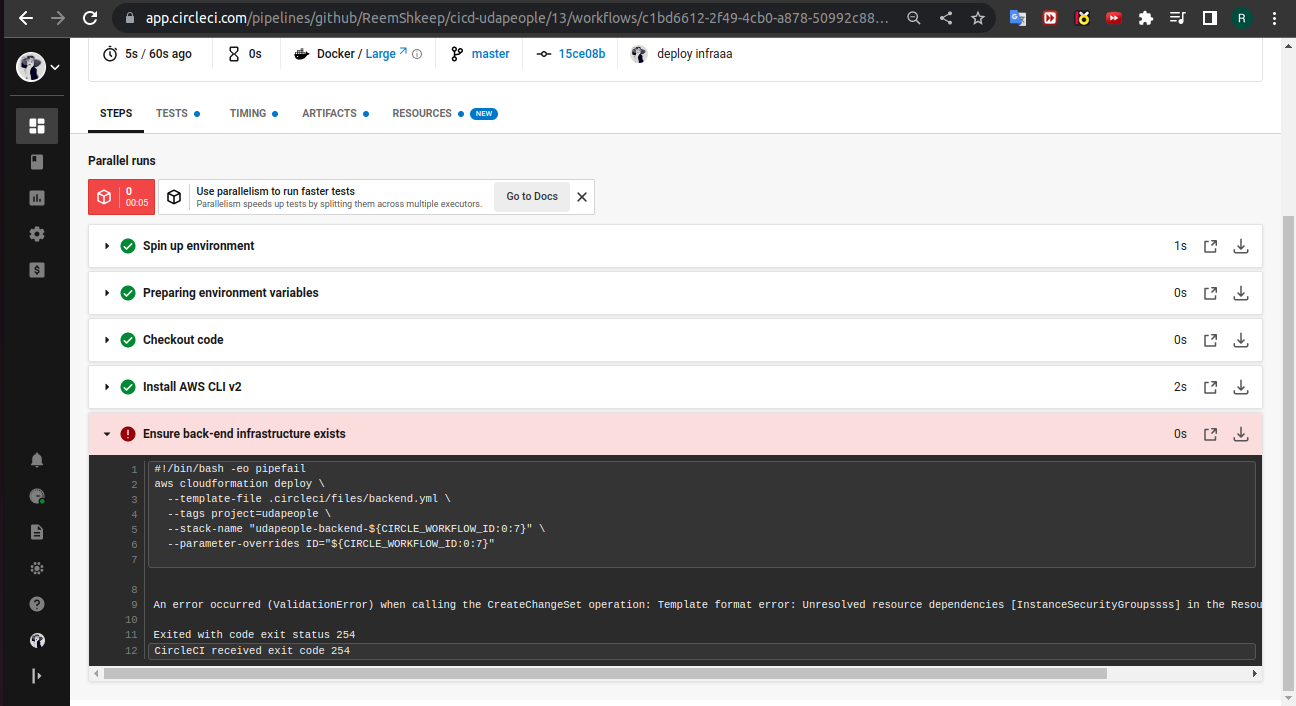 app.circleci.com/pipelines/github/ReemShkeep/cicd-udapeople/13/workflows/c1bd6612-2f49-4cb0-a878-50992c88...
R
5s / 60s ago
0s
Docker / Large
master
15ce08b
deploy infraaa
STEPS
TESTS
TIMING
ARTIFACTS
RESOURCES
NEW
Parallel runs
0
00:05
Use parallelism to run faster tests
Parallelism speeds up tests by splitting them across multiple executors.
Go to Docs
Spin up environment
1s
Preparing environment variables
0s
Checkout code
0s
Install AWS CLI v2
2s
Ensure back-end infrastructure exists
0s
1 #!/bin/bash -eo pipefail
2 aws cloudformation deploy \
3 --template-file .circleci/files/backend.yml \
4 --tags project=udapeople \
5 --stack-name "udapeople-backend-${CIRCLE_WORKFLOW_ID:0:7}" \
6 --parameter-overrides ID="${CIRCLE_WORKFLOW_ID:0:7}"
7
8
9 An error occurred (ValidationError) when calling the CreateChangeSet operation: Template format error: Unresolved resource dependencies [InstanceSecurityGroupssss] in the Resou
10
11 Exited with code exit status 254
12 CircleCI received exit code 254